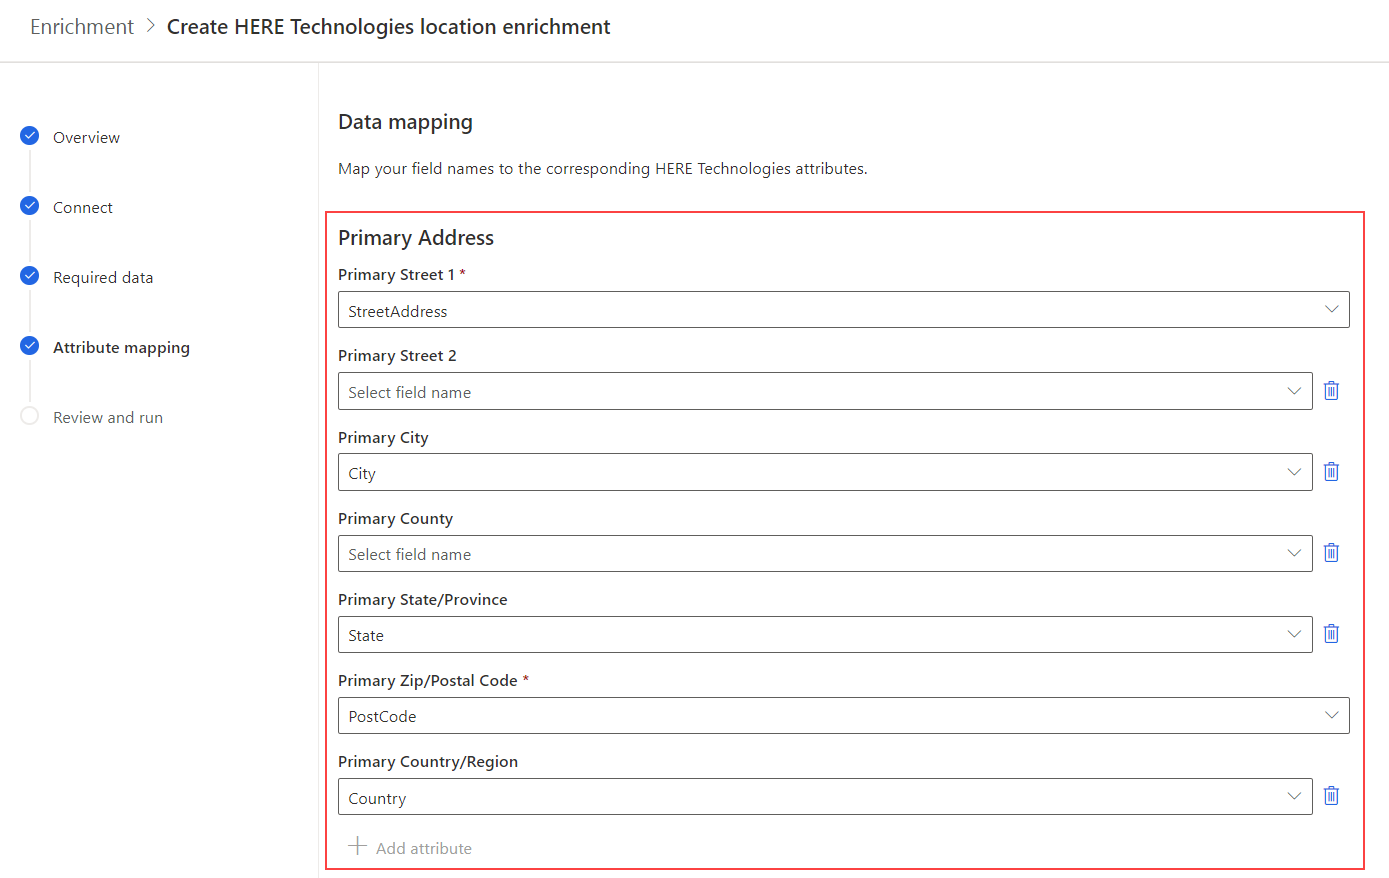 Enrichment > Create HERE Technologies location enrichment
Overview
Connect
Required data
Attribute mapping
Review and run
Data mapping
Map your field names to the corresponding HERE Technologies attributes.
Primary Address
Primary Street 1 *
StreetAddress
Primary Street 2
Select field name
Primary City
City
Primary County
Select field name
Primary State/Province
State
Primary Zip/Postal Code *
PostCode
Primary Country/Region
Country
Add attribute